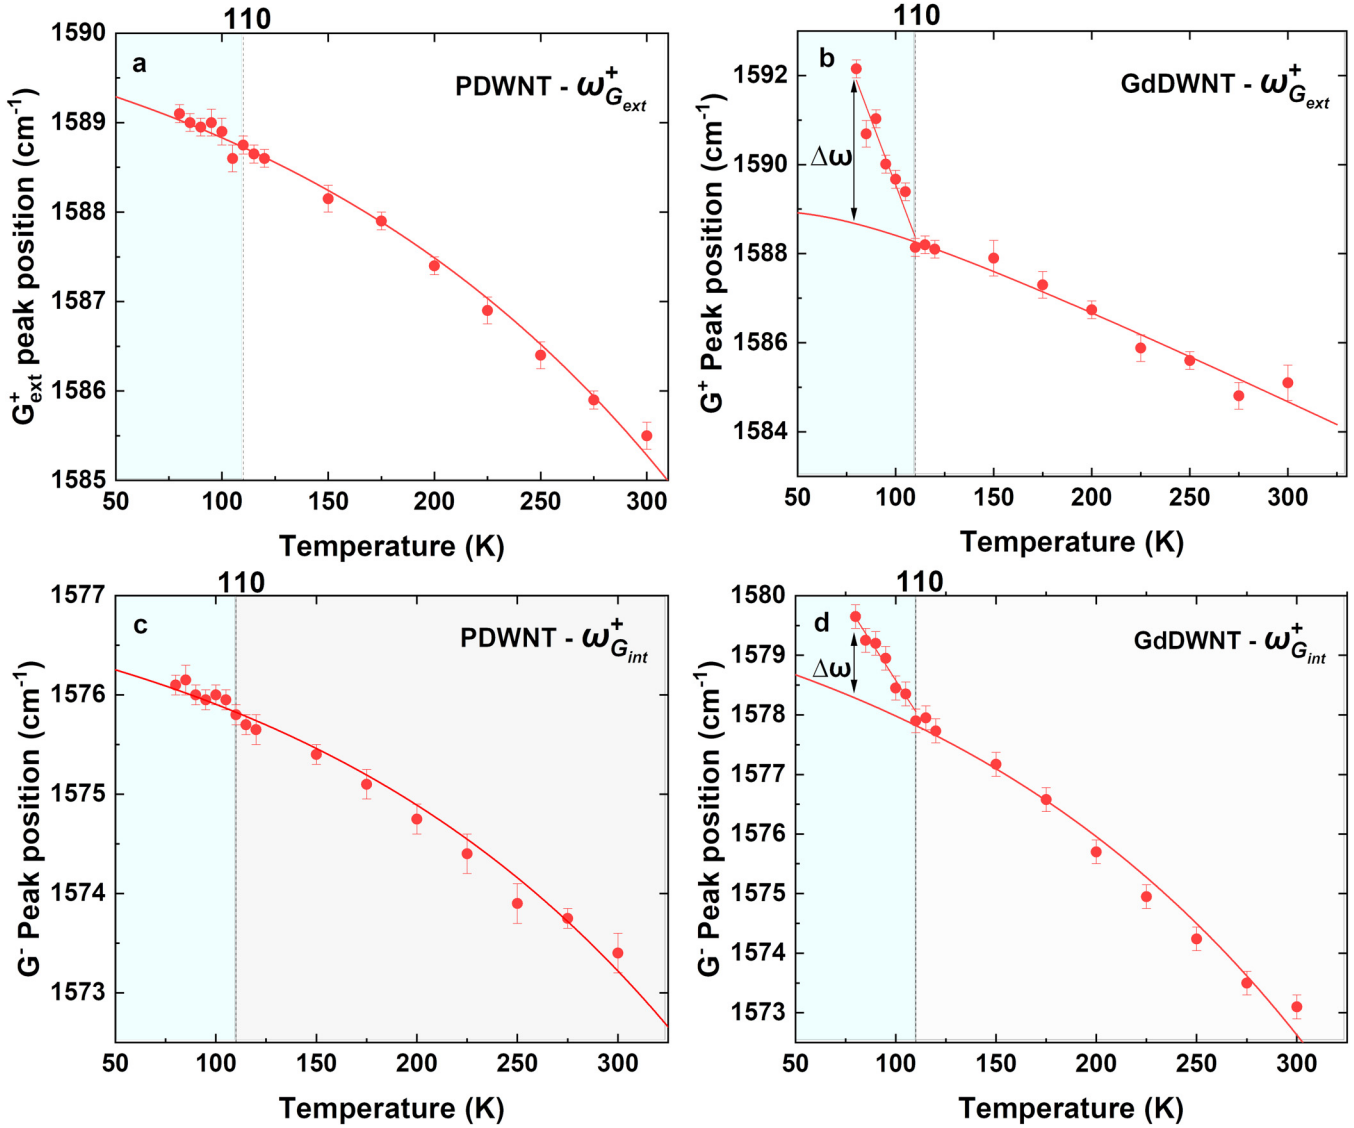 110
1590
1589
1588
1587
1586
1585
50 100 150 200 250 300
a
PDWNT - ω⁺G_ext
G⁺ext peak position (cm⁻¹)
Temperature (K)
110
1592
1590
1588
1586
1584
50 100 150 200 250 300
b
GdDWNT - ω⁺G_ext
Δω
G⁺ Peak position (cm⁻¹)
Temperature (K)
110
1577
1576
1575
1574
1573
50 100 150 200 250 300
c
PDWNT - ω⁺G_int
G⁻ Peak position (cm⁻¹)
Temperature (K)
110
1580
1579
1578
1577
1576
1575
1574
1573
50 100 150 200 250 300
d
GdDWNT - ω⁺G_int
Δω
G⁻ Peak position (cm⁻¹)
Temperature (K)